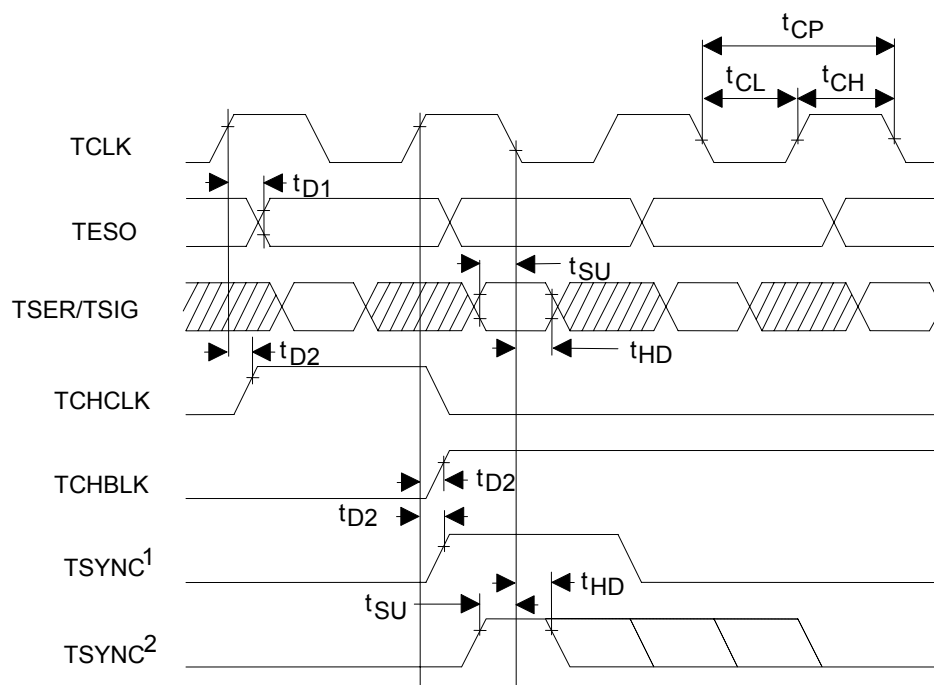 tCP
tCL tCH
TCLK
tD1
TESO
tSU
TSER/TSIG
tD2 tHD
TCHCLK
TCHBLK tD2
tD2
TSYNC1
tSU tHD
TSYNC2